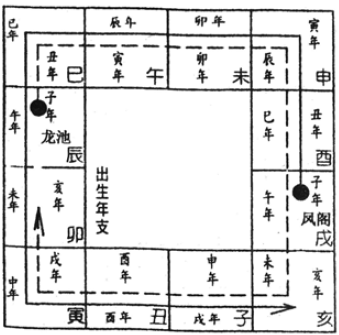 巳年
丑年
巳
辰年
寅年
午
卯年
卯年
未
辰年
寅年
申
午年
子年
龙池
辰
巳年
丑年
酉
未年
亥年
卯
出生年支
午年
子年
凤阁
戌
申年
戌年
寅
酉年
酉年
丑
申年
戌年
子
未年
亥年
亥